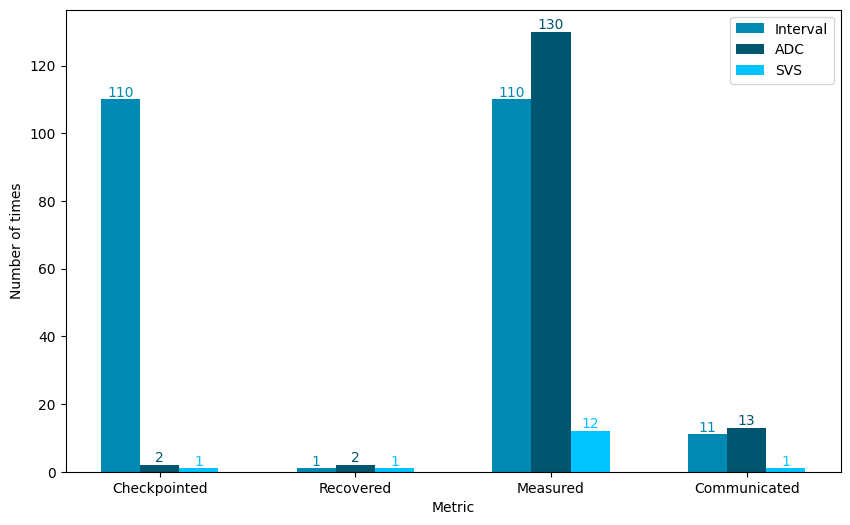 130
Interval
ADC
SVS
120
110
110
100
80
Number of times
60
40
20
2
1
1
2
1
12
11
13
1
0
Checkpointed
Recovered
Measured
Communicated
Metric